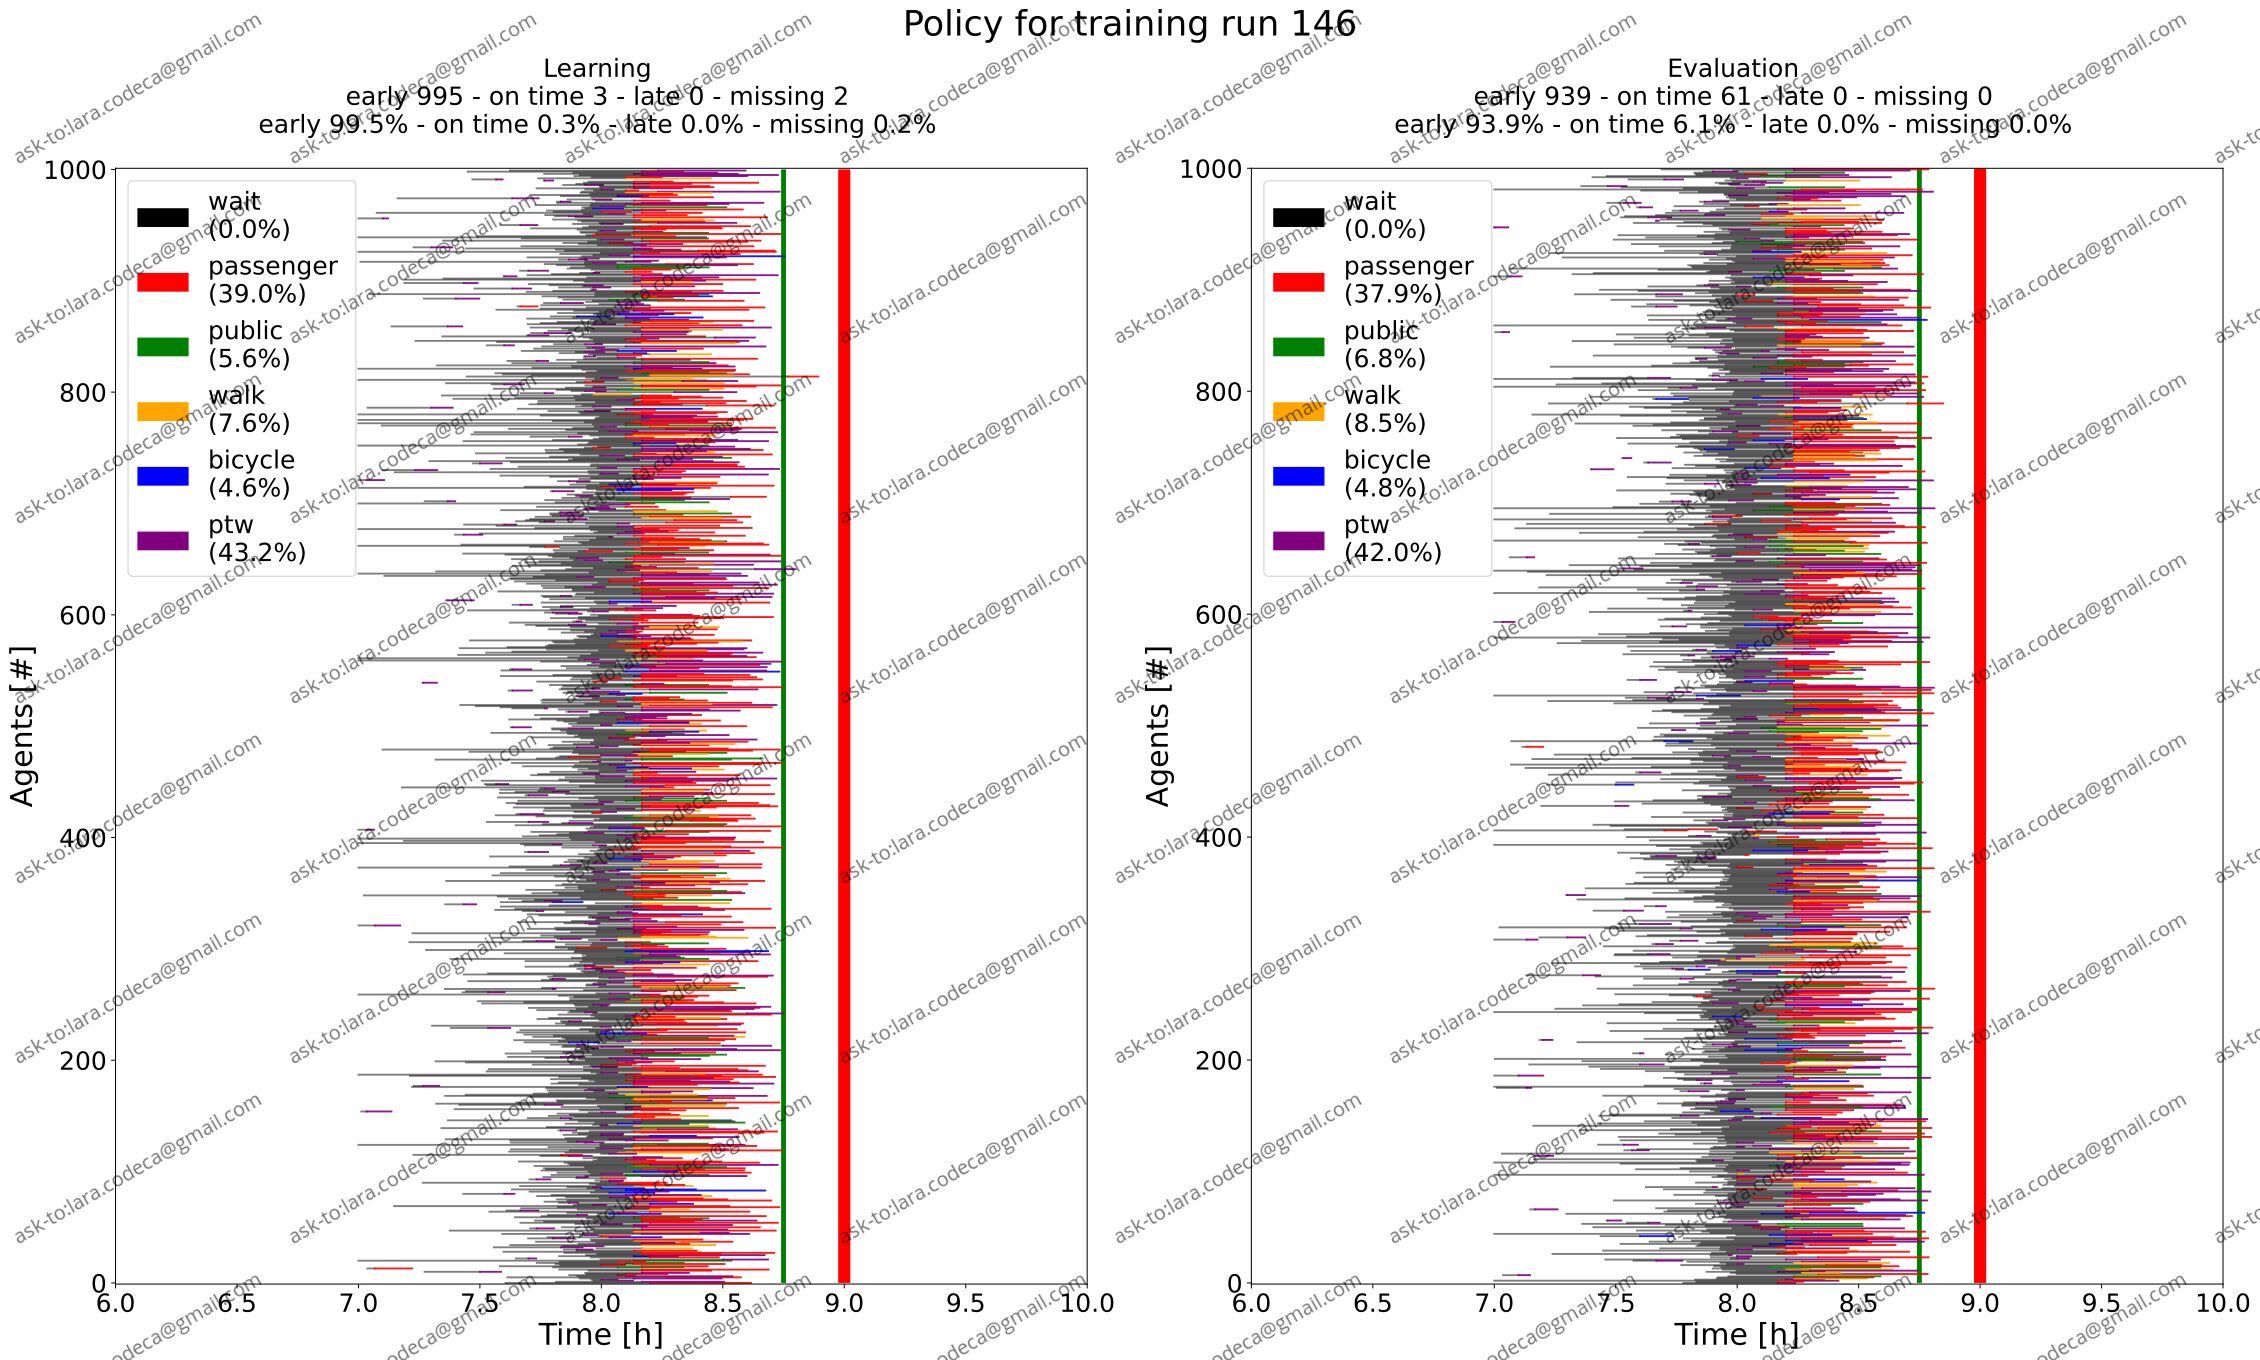 Policy for training run 146
Learning
early 995 - on time 3 - late 0 - missing 2
early 99.5% - on time 0.3% - late 0.0% - missing 0.2%
1000
800
600
400
200
0
Agents [#]
wait
(0.0%)
passenger
(39.0%)
public
(5.6%)
walk
(7.6%)
bicycle
(4.6%)
ptw
(43.2%)
6.0 6.5 7.0 7.5 8.0 8.5 9.0 9.5 10.0
Time [h]
Evaluation
early 939 - on time 61 - late 0 - missing 0
early 93.9% - on time 6.1% - late 0.0% - missing 0.0%
1000
800
600
400
200
0
Agents [#]
wait
(0.0%)
passenger
(37.9%)
public
(6.8%)
walk
(8.5%)
bicycle
(4.8%)
ptw
(42.0%)
6.0 6.5 7.0 7.5 8.0 8.5 9.0 9.5 10.0
Time [h]
ask-to:lara.codeca@gmail.com